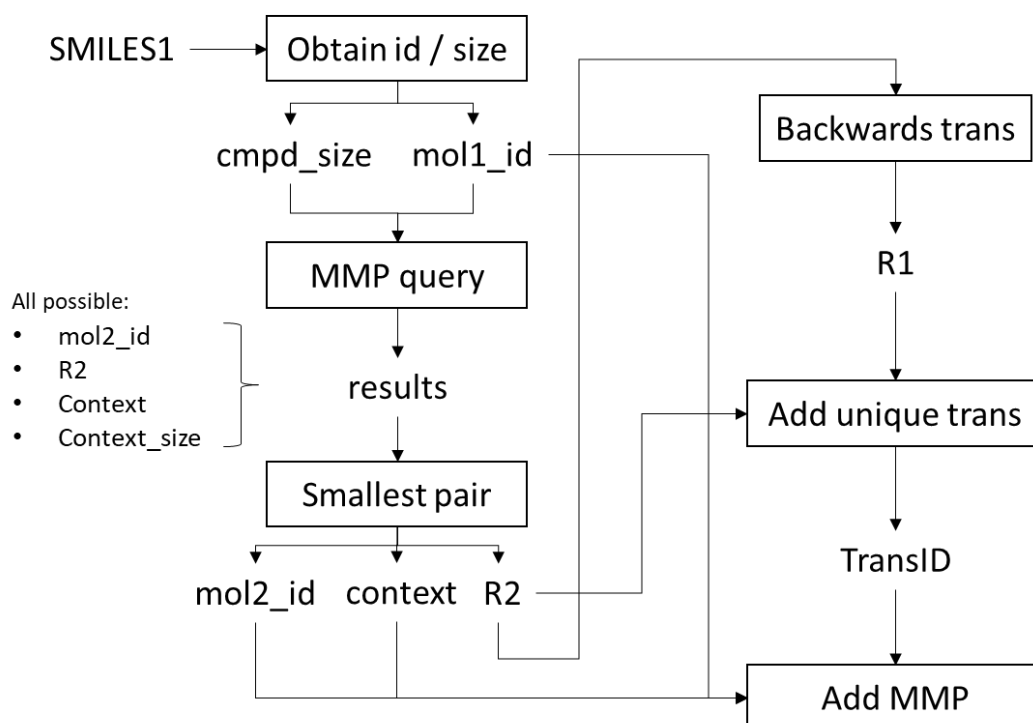 SMILES1
Obtain id / size
cmpd_size
mol1_id
MMP query
All possible:
• mol2_id
• R2
• Context
• Context_size
results
Smallest pair
mol2_id
context
R2
Backwards trans
R1
Add unique trans
TransID
Add MMP